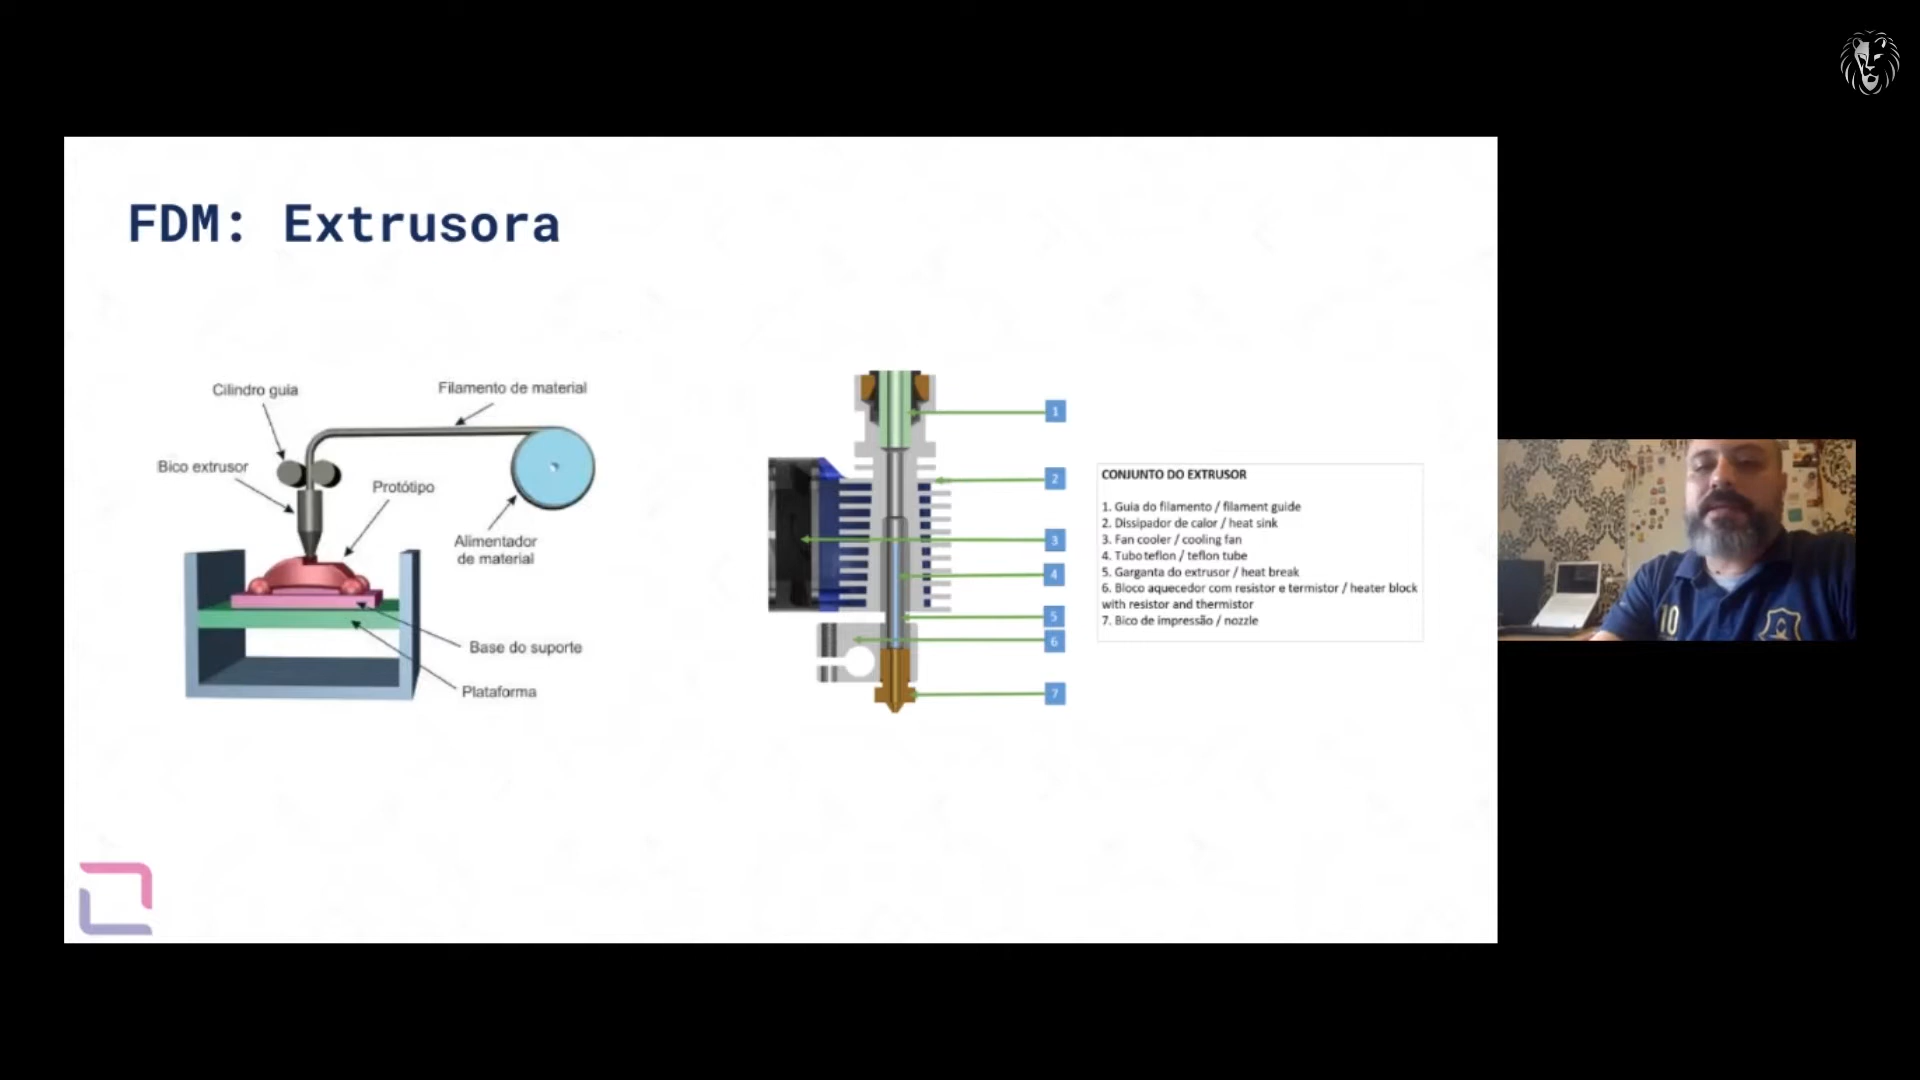 FDM: Extrusora
Cilindro guia
Filamento de material
Bico extrusor
Protótipo
Alimentador
de material
Base do suporte
Plataforma
1
2
3
4
5
6
7
CONJUNTO DO EXTRUSOR
1. Guia do filamento / filament guide
2. Dissipador de calor / heat sink
3. Fan cooler / cooling fan
4. Tubo teflon / teflon tube
5. Garganta do extrusor / heat break
6. Bloco aquecedor com resistor e termistor / heater block
with resistor and thermistor
7. Bico de impressão / nozzle
10